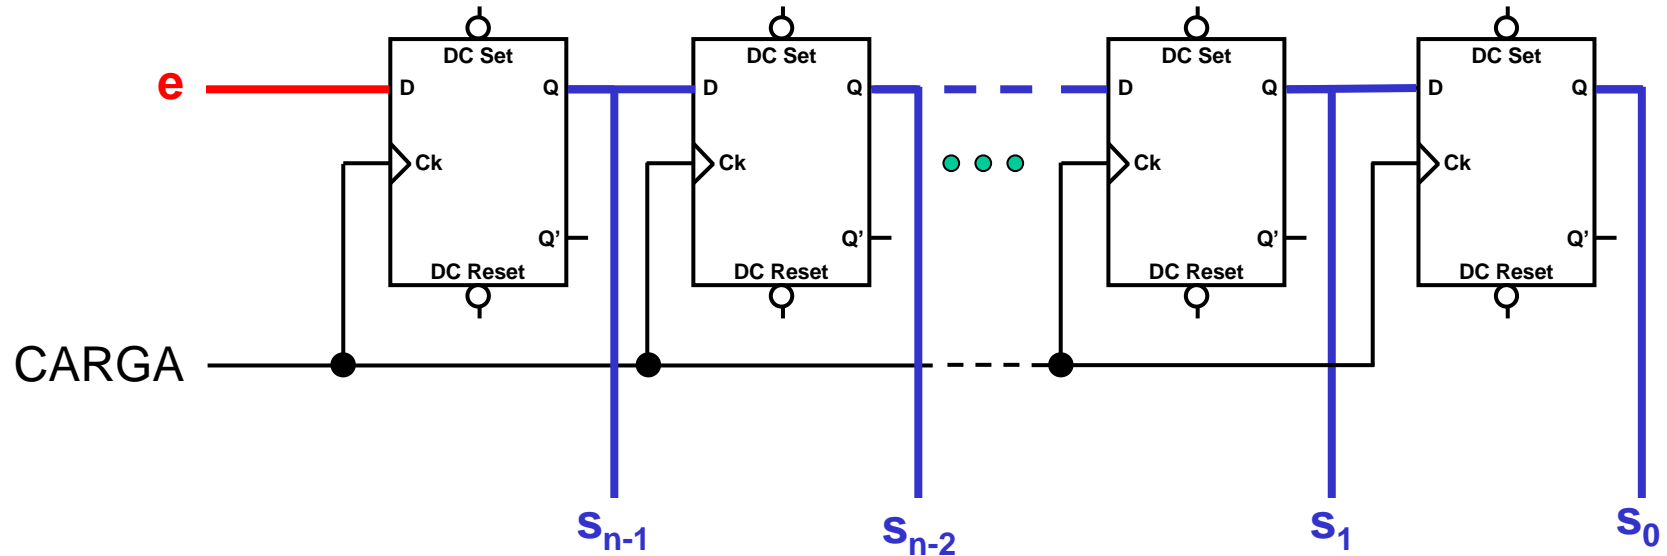 DC Set DC Set DC Set DC Set
e D Q D Q D Q D Q
Ck Ck Ck Ck
Q' Q' Q' Q'
DC Reset DC Reset DC Reset DC Reset
CARGA
sn-1 sn-2 s1 s0